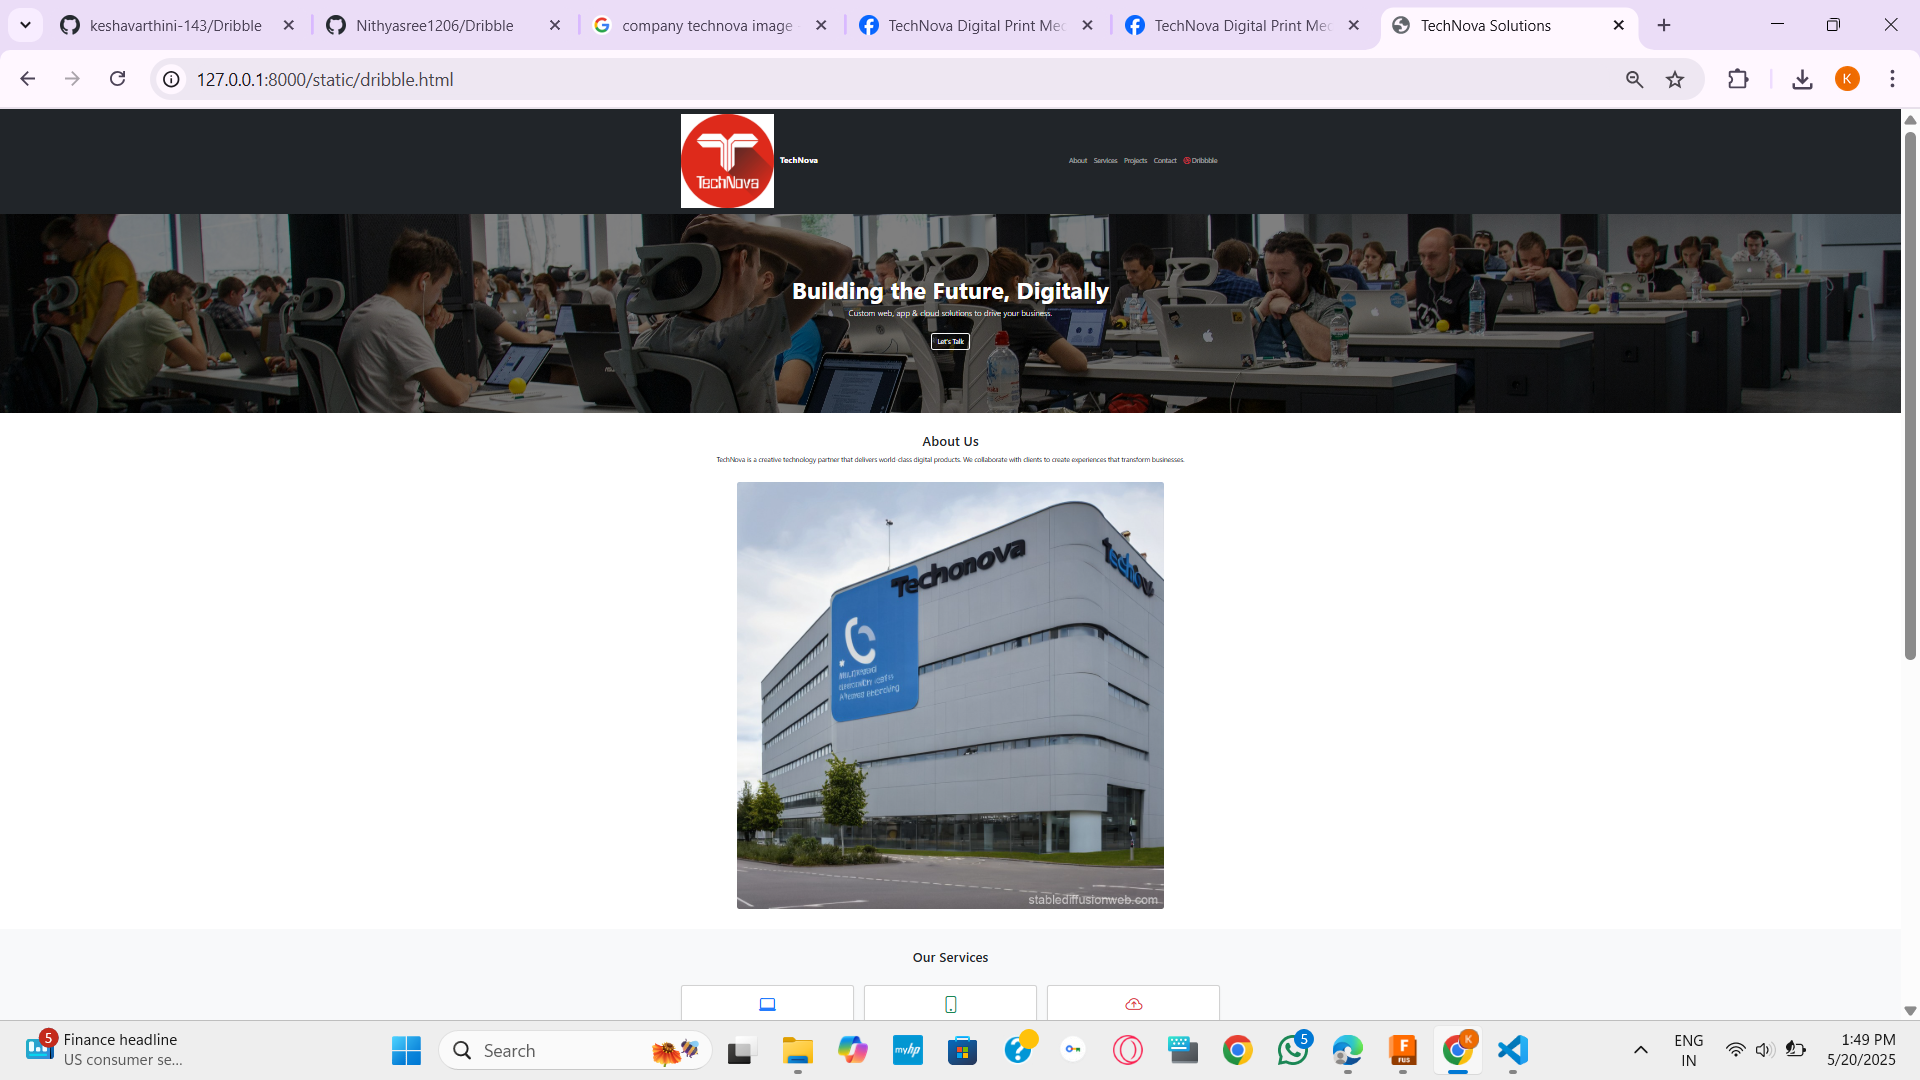 keshavarthini-143/Dribble
Nithyasree1206/Dribble
company technova image
TechNova Digital Print Mec
TechNova Digital Print Mec
TechNova Solutions
127.0.0.1:8000/static/dribble.html
K
TechNova
TechNova
About Services Projects Contact Dribbble
Building the Future, Digitally
Custom web, app & cloud solutions to drive your business.
Let's Talk
About Us
TechNova is a creative technology partner that delivers world-class digital products. We collaborate with clients to create experiences that transform businesses.
Techonova
stablediffusionweb.com
Our Services
5
Finance headline
US consumer se...
Search
myhp
5
F
FUS
K
ENG
IN
1:49 PM
5/20/2025